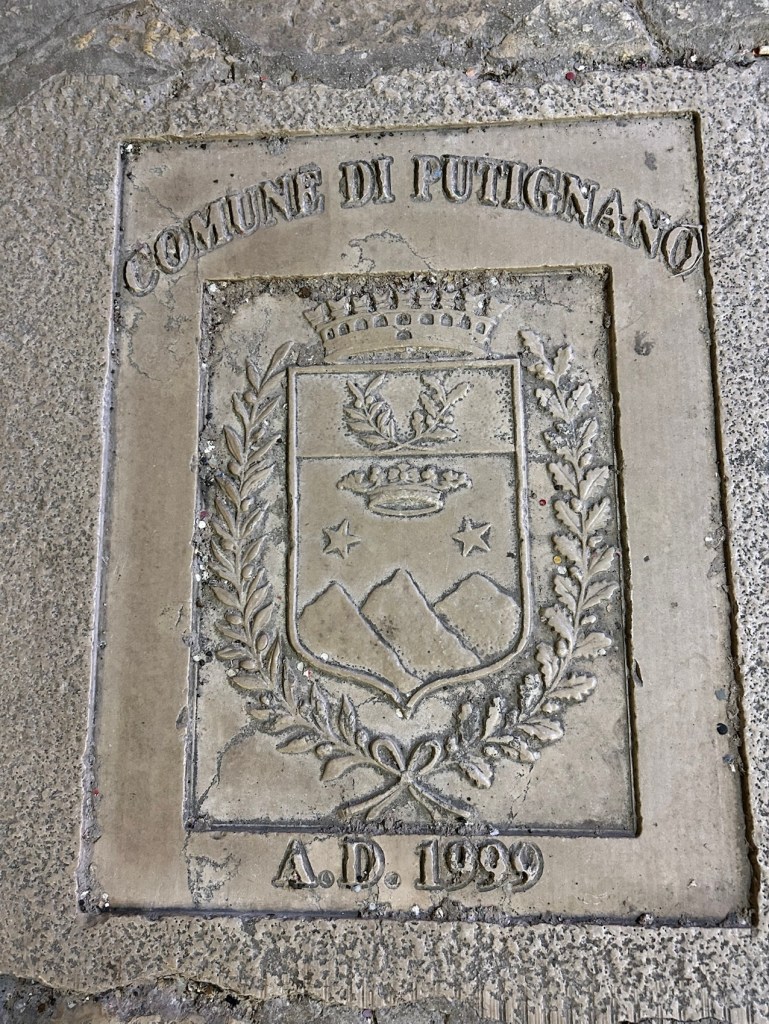 COMUNE DI PUTIGNANO
A.D. 1999